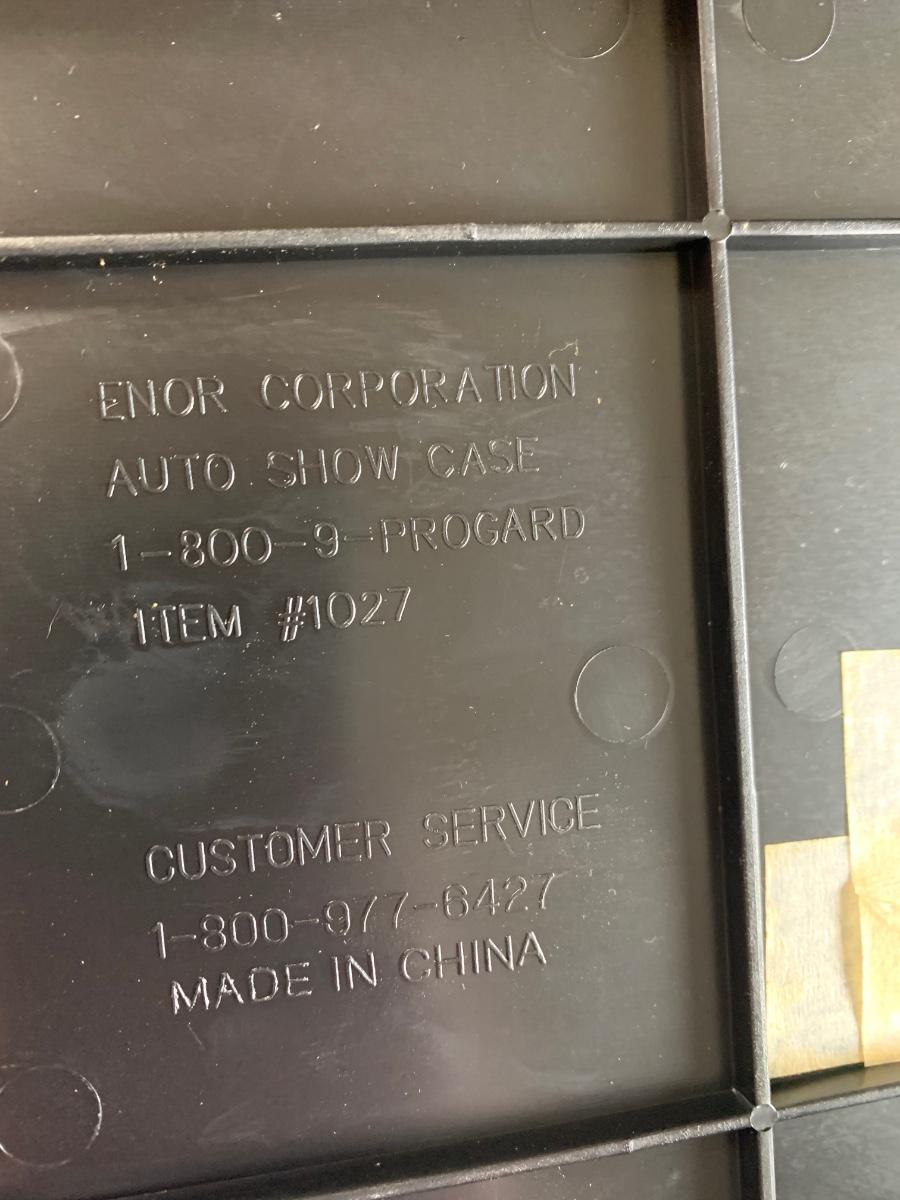 ENOR CORPORATION
AUTO SHOW CASE
1-800-9-PROGARD
ITEM #1027
CUSTOMER SERVICE
1-800-977-6427
MADE IN CHINA